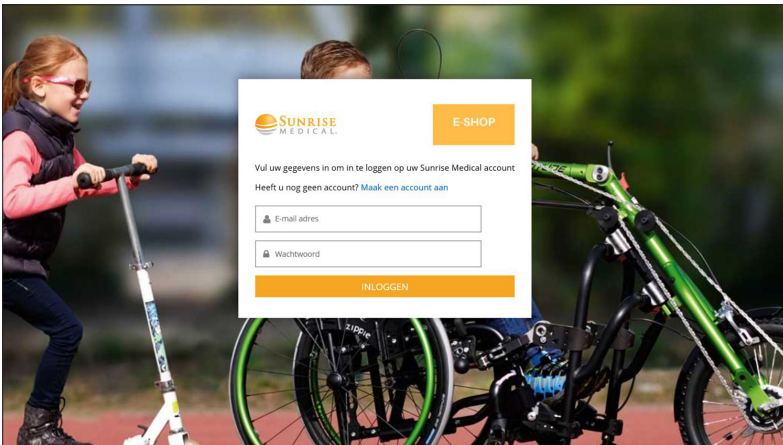 SUNRISE
MEDICAL.
E-SHOP
Vul uw gegevens in om in te loggen op uw Sunrise Medical account
Heeft u nog geen account? Maak een account aan
E-mail adres
Wachtwoord
INLOGGEN
ZIPPIE